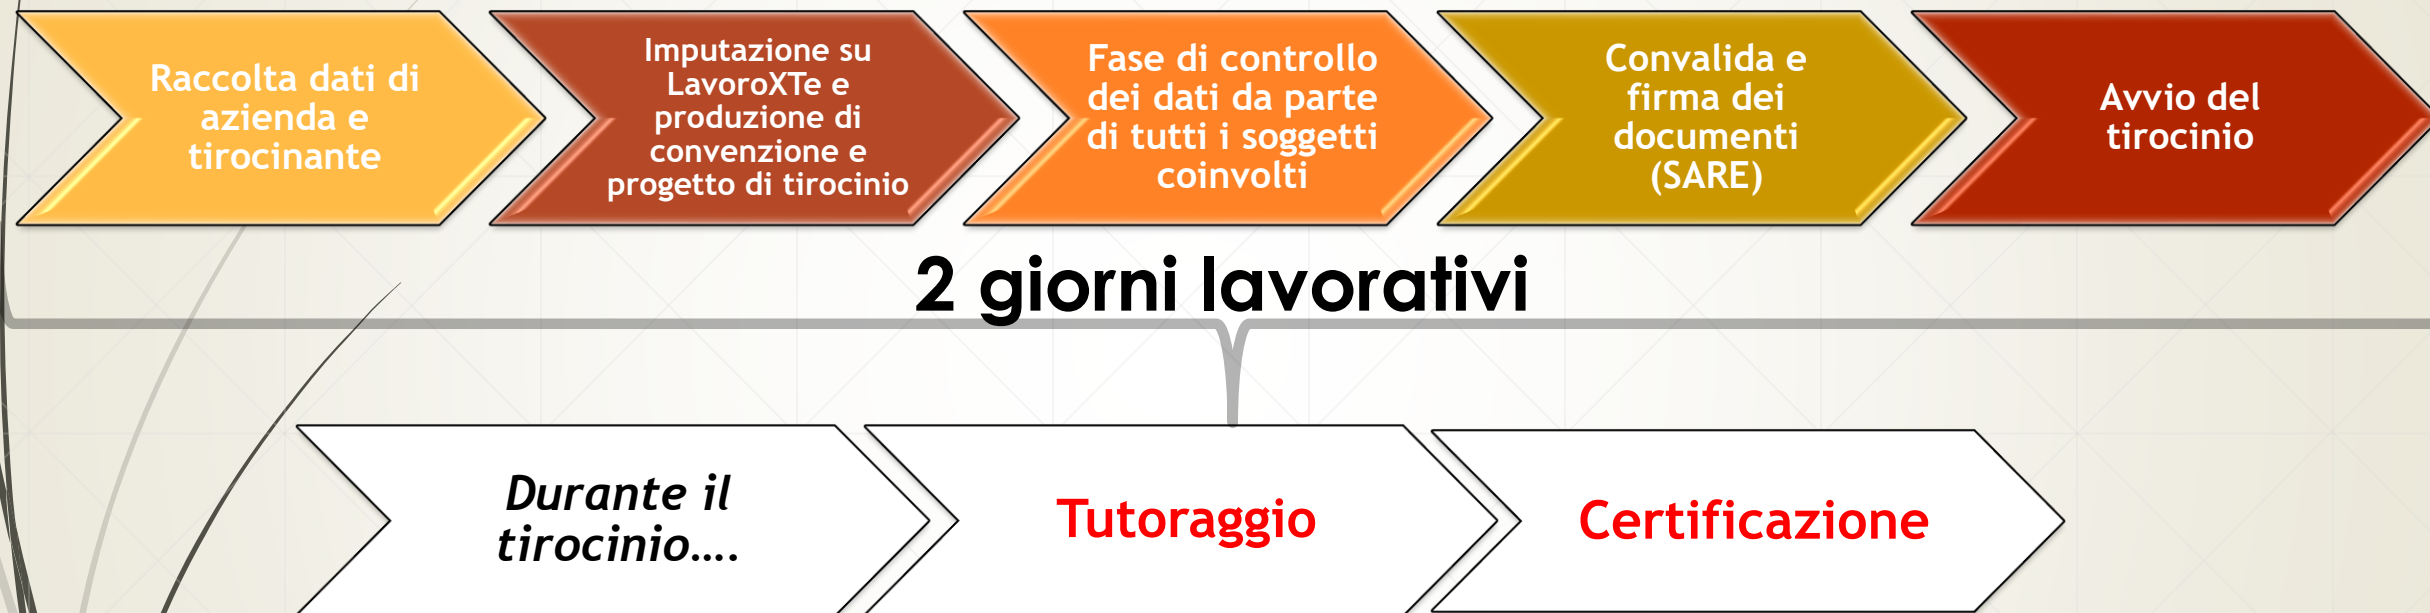 Raccolta dati di
azienda e
tirocinante
Imputazione su
LavoroXTe e
produzione di
convenzione e
progetto di tirocinio
Fase di controllo
dei dati da parte
di tutti i soggetti
coinvolti
Convalida e
firma dei
documenti
(SARE)
Avvio del
tirocinio
2 giorni lavorativi
Durante il
tirocinio....
Tutoraggio
Certificazione